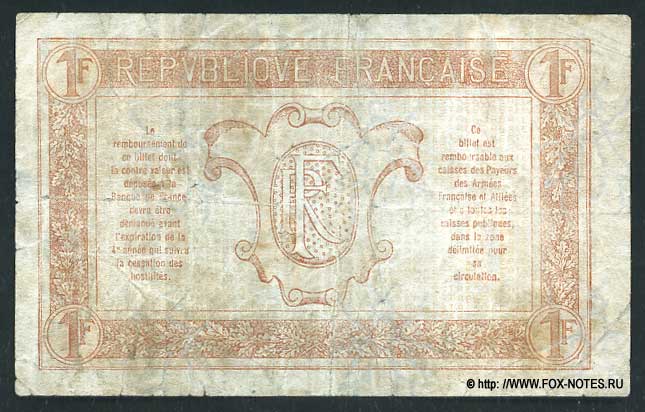 1F
REPVBLIQVE FRANÇAISE
1F
Le
remboursement de
ce billet dont
la contre valeur est
déposée à la
Banque de France
devra être
demandé avant
l'expiration de la
année qui suivra
la cessation des
hostilités.
Ce
billet est
remboursable aux
caisses des Payeurs
des Armées
Française et Alliées
et à toutes les
caisses publiques,
dans la zone
délimitée pour
sa
circulation.
RF
1F
1F
© http://WWW.FOX-NOTES.RU